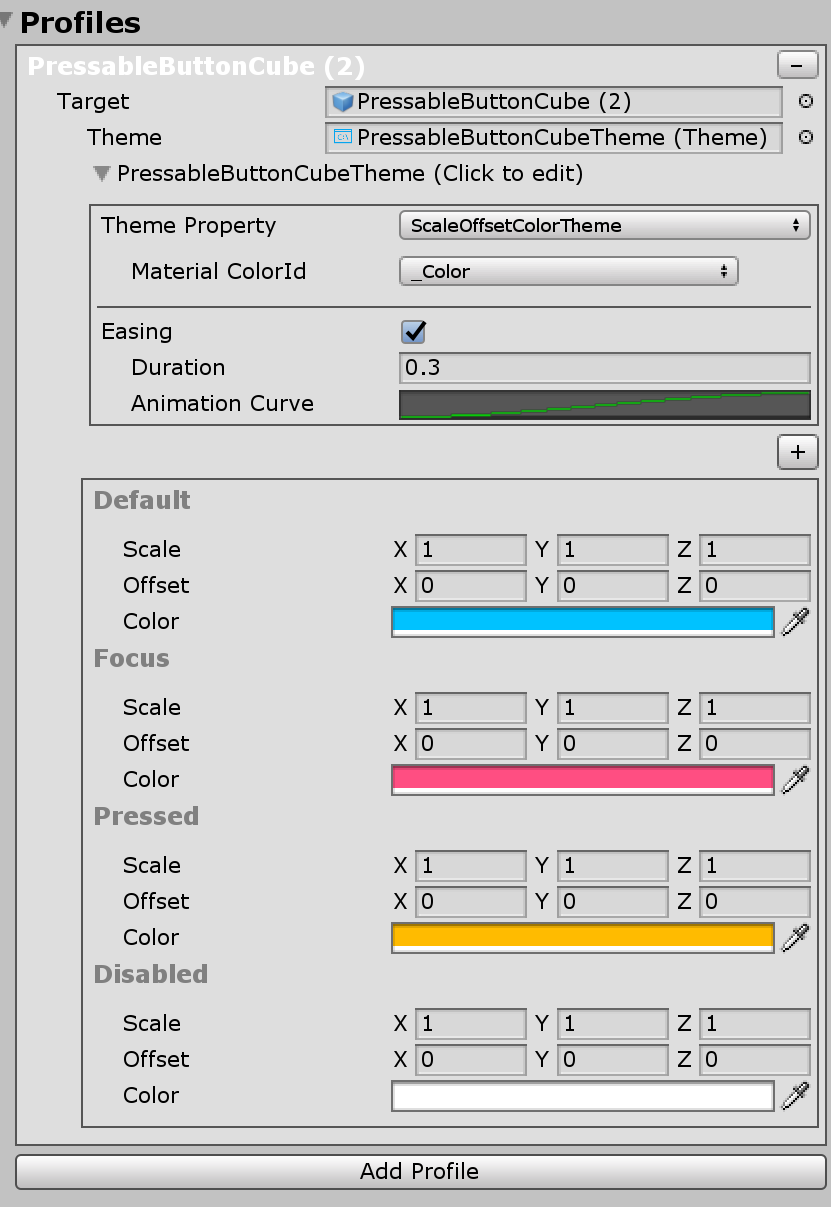 Profiles
PressableButtonCube (2)
−
Target PressableButtonCube (2)
Theme PressableButtonCubeTheme (Theme)
PressableButtonCubeTheme (Click to edit)
Theme Property ScaleOffsetColorTheme
Material ColorId _Color
Easing
Duration 0.3
Animation Curve
+
Default
Scale X 1 Y 1 Z 1
Offset X 0 Y 0 Z 0
Color
Focus
Scale X 1 Y 1 Z 1
Offset X 0 Y 0 Z 0
Color
Pressed
Scale X 1 Y 1 Z 1
Offset X 0 Y 0 Z 0
Color
Disabled
Scale X 1 Y 1 Z 1
Offset X 0 Y 0 Z 0
Color
Add Profile